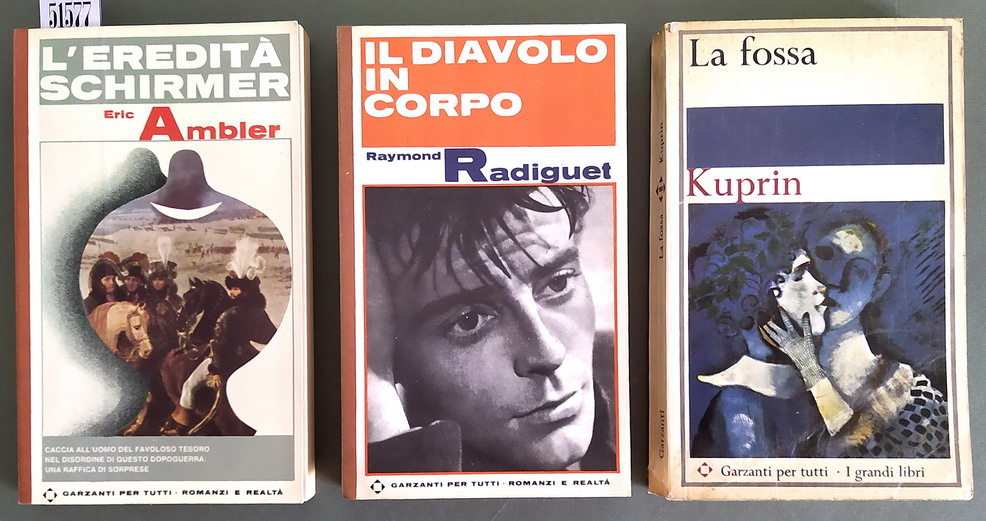 51577
L'EREDITÀ
SCHIRMER
Eric
Ambler
CACCIA ALL'UOMO DEL FAVOLOSO TESORO
NEL DISORDINE DI QUESTO DOPOGUERRA:
UNA RAFFICA DI SORPRESE
GARZANTI PER TUTTI · ROMANZI E REALTÀ
IL DIAVOLO
IN
CORPO
Raymond
Radiguet
GARZANTI PER TUTTI · ROMANZI E REALTÀ
Kuprin
La fossa
Garzanti
La fossa
Kuprin
Garzanti per tutti · I grandi libri